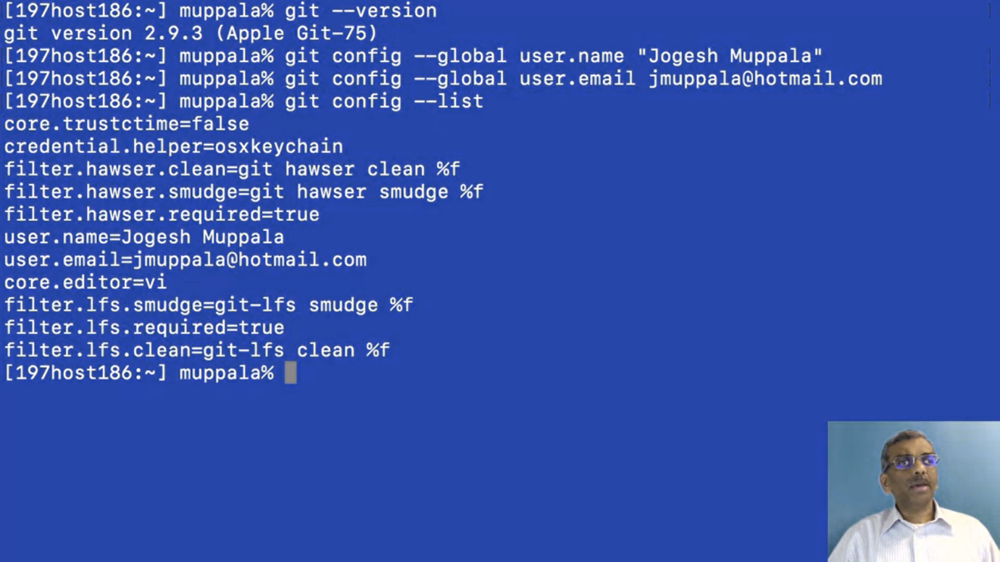 [197host186:~] muppala% git --version
git version 2.9.3 (Apple Git-75)
[197host186:~] muppala% git config --global user.name "Jogesh Muppala"
[197host186:~] muppala% git config --global user.email jmuppala@hotmail.com
[197host186:~] muppala% git config --list
core.trustctime=false
credential.helper=osxkeychain
filter.hawser.clean=git hawser clean %f
filter.hawser.smudge=git hawser smudge %f
filter.hawser.required=true
user.name=Jogesh Muppala
user.email=jmuppala@hotmail.com
core.editor=vi
filter.lfs.smudge=git-lfs smudge %f
filter.lfs.required=true
filter.lfs.clean=git-lfs clean %f
[197host186:~] muppala%